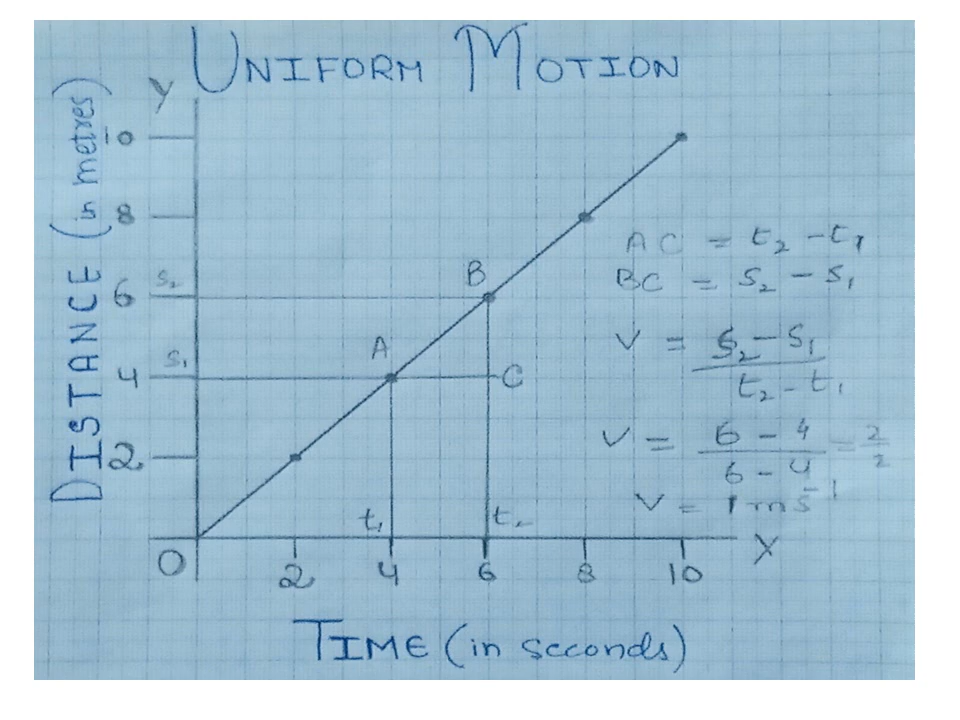 UNIFORM MOTION
Y
DISTANCE (in metres)
10
8
6 S₂
4 S₁
2
O
A
B
C
t₁
t₂
2 4 6 8 10
X
TIME (in seconds)
AC = t₂ - t₁
BC = S₂ - S₁
V = S₂ - S₁
t₂ - t₁
V = 6 - 4 = 2
6 - 4 2
V = 1 ms⁻¹